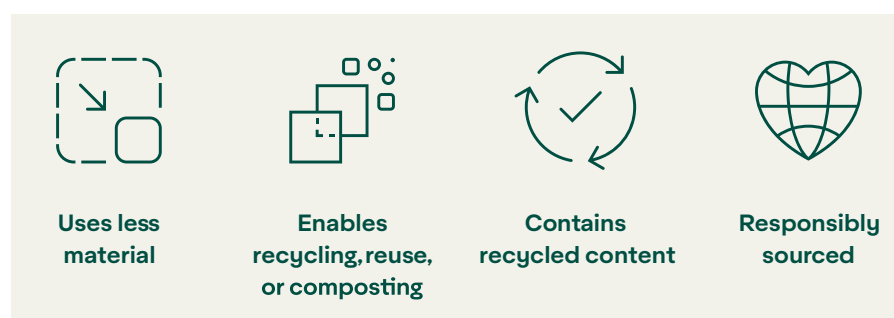 Uses less
material
Enables
recycling, reuse,
or composting
Contains
recycled content
Responsibly
sourced